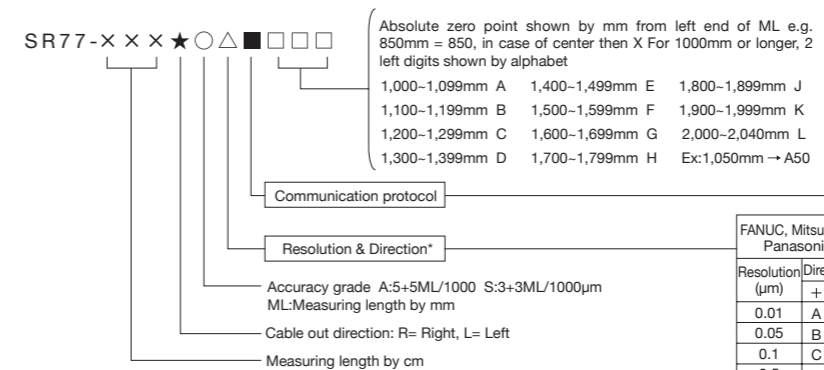 SR77-×××★○△■□□□
Absolute zero point shown by mm from left end of ML e.g.
850mm = 850, in case of center then X For 1000mm or longer, 2
left digits shown by alphabet
1,000~1,099mm A 1,400~1,499mm E 1,800~1,899mm J
1,100~1,199mm B 1,500~1,599mm F 1,900~1,999mm K
1,200~1,299mm C 1,600~1,699mm G 2,000~2,040mm L
1,300~1,399mm D 1,700~1,799mm H Ex:1,050mm → A50
Communication protocol
Resolution & Direction*
Accuracy grade A:5+5ML/1000 S:3+3ML/1000μm
ML:Measuring length by mm
Cable out direction: R= Right, L= Left
Measuring length by cm
FANUC, Mitsu
Panasoni
Resolution Dire
(μm) +
0.01 A
0.05 B
0.1 C